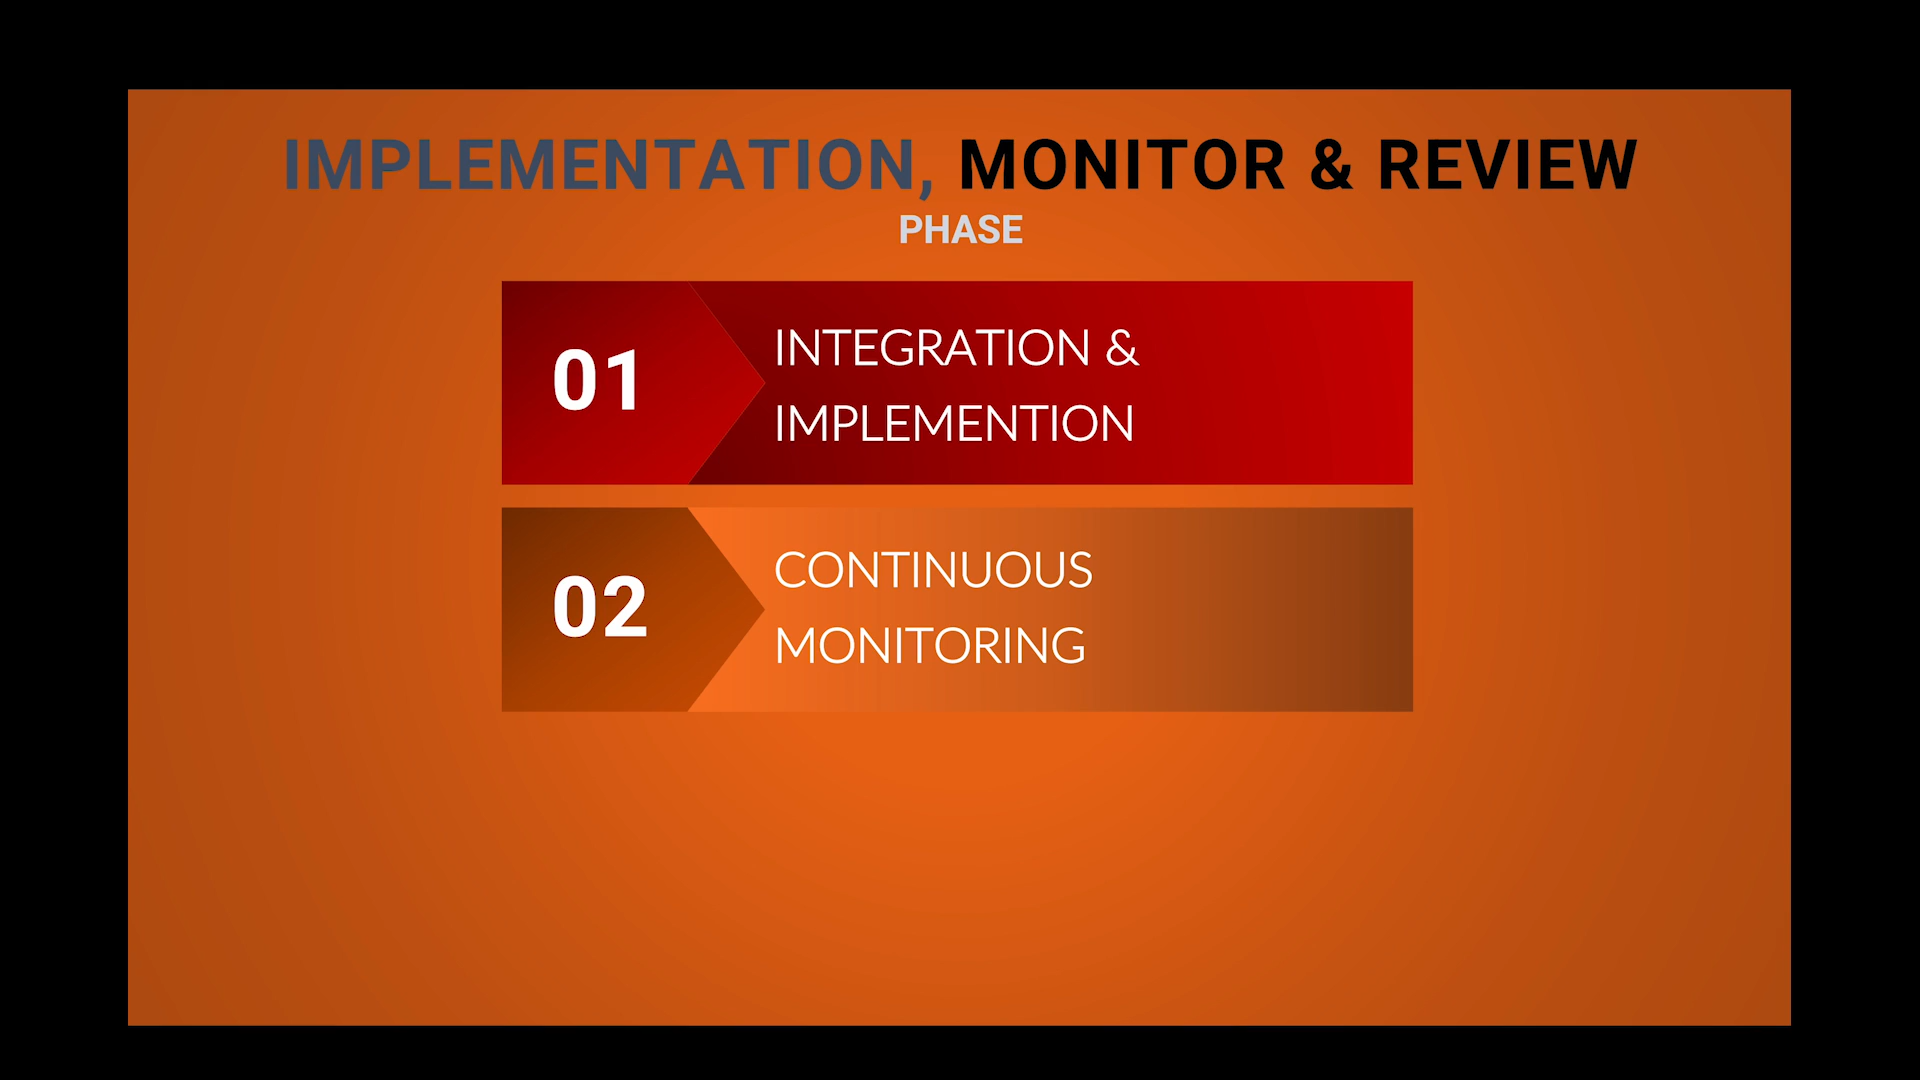 IMPLEMENTATION, MONITOR & REVIEW
PHASE
01
INTEGRATION &
IMPLEMENTION
02
CONTINUOUS
MONITORING